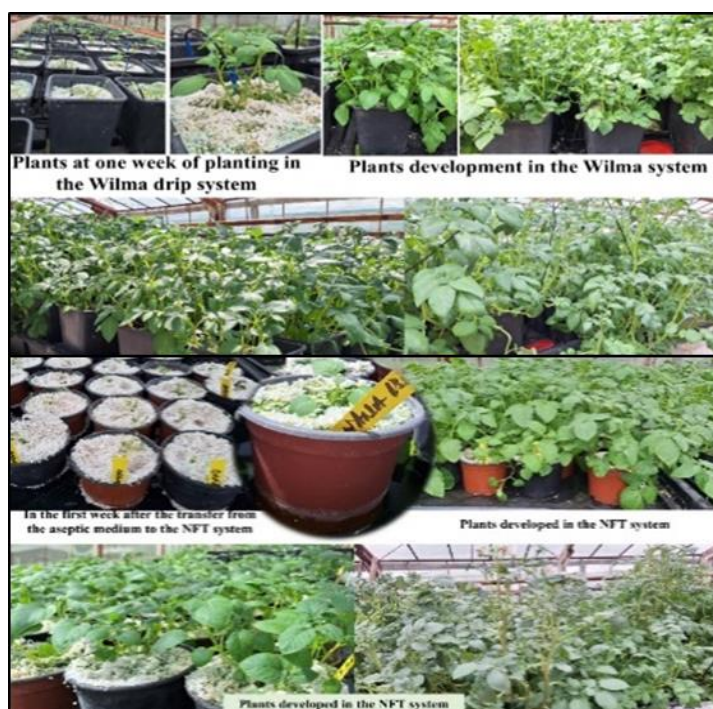 Plants at one week of planting in
the Wilma drip system
Plants development in the Wilma system
In the first week after the transfer from
the aseptic medium to the NFT system
Plants developed in the NFT system
Plants developed in the NFT system